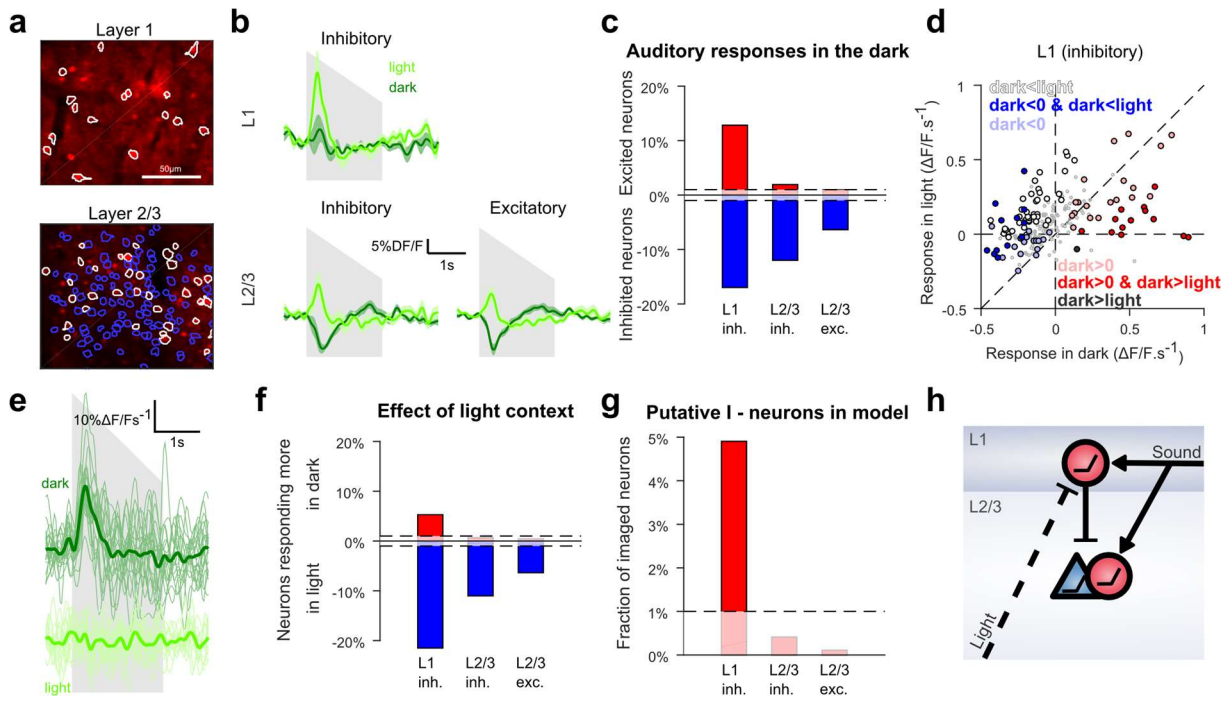 a
Layer 1
50µm
Layer 2/3
b
Inhibitory
light
dark
L1
Inhibitory
Excitatory
5%DF/F
1s
L2/3
c
Auditory responses in the dark
Excited neurons
Inhibited neurons
20%
10%
0%
-10%
-20%
L1
inh.
L2/3
inh.
L2/3
exc.
d
L1 (inhibitory)
dark<light
dark<0 & dark<light
dark<0
Response in light (ΔF/F.s⁻¹)
1
0.5
0
-0.5
dark>0
dark>0 & dark>light
dark>light
-0.5
0
0.5
1
Response in dark (ΔF/F.s⁻¹)
e
10%ΔF/Fs⁻¹
1s
dark
light
f
Effect of light context
Neurons responding more
in dark
in light
20%
10%
0%
-10%
-20%
L1
inh.
L2/3
inh.
L2/3
exc.
g
Putative I - neurons in model
Fraction of imaged neurons
5%
4%
3%
2%
1%
0%
L1
inh.
L2/3
inh.
L2/3
exc.
h
L1
Sound
L2/3
Light